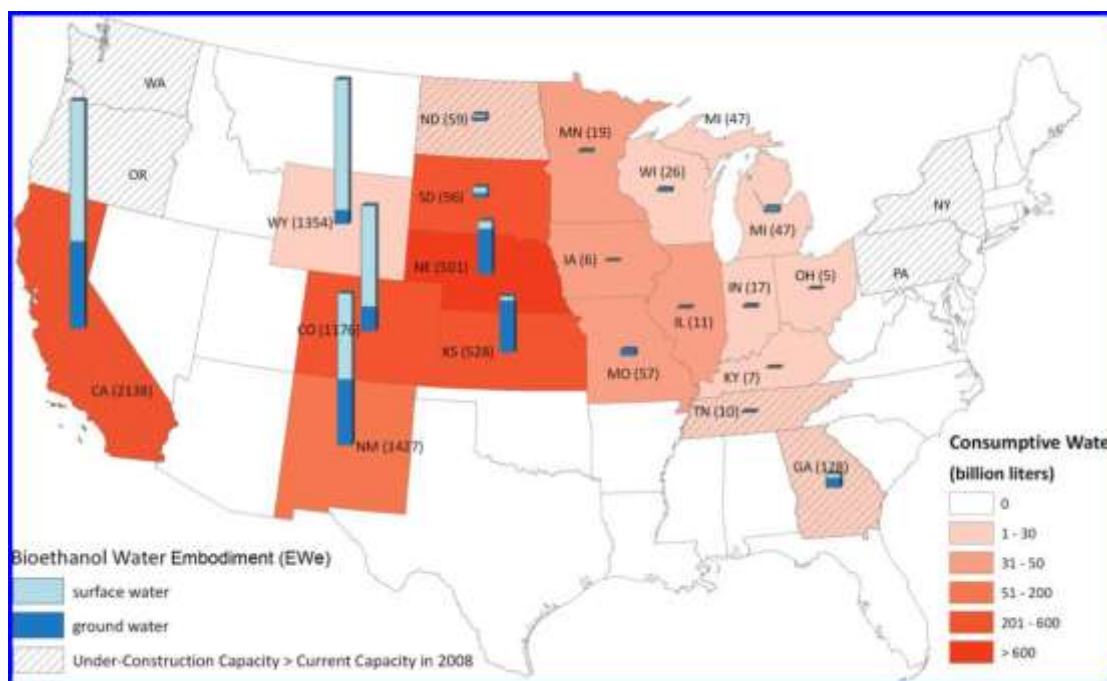 WA
MI (47)
ND (59)
MN (19)
WI (26)
OR
SD (96)
NY
WY (1354)
MI (47)
NE (501)
IA (6)
OH (5)
PA
IN (17)
CO (1176)
IL (11)
KS (528)
MO (57)
KY (7)
CA (2138)
TN (10)
NM (1427)
GA (128)
Consumptive Wate
(billion liters)
0
1 - 30
31 - 50
51 - 200
201 - 600
> 600
Bioethanol Water Embodiment (EWe)
surface water
ground water
Under-Construction Capacity > Current Capacity in 2008